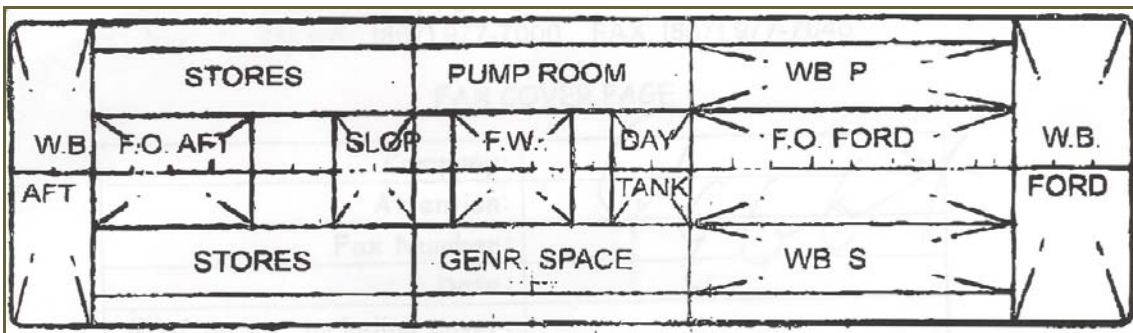 STORES PUMP ROOM WB P
W.B. F.O. AFT SLOP F.W. DAY F.O. FORD W.B.
AFT TANK FORD
STORES GENR. SPACE WB S